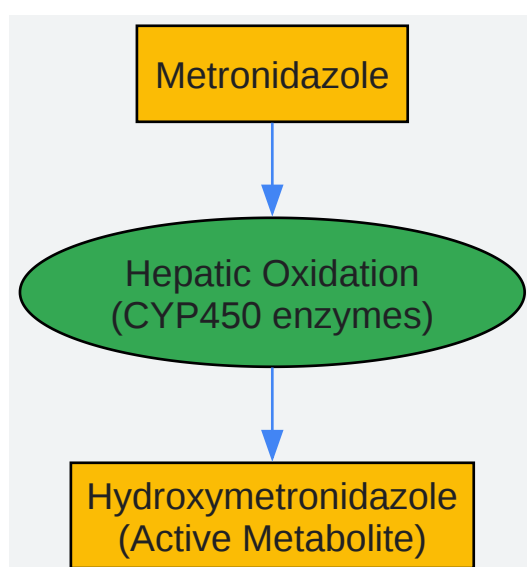 Metronidazole
Hepatic Oxidation
(CYP450 enzymes)
Hydroxymetronidazole
(Active Metabolite)